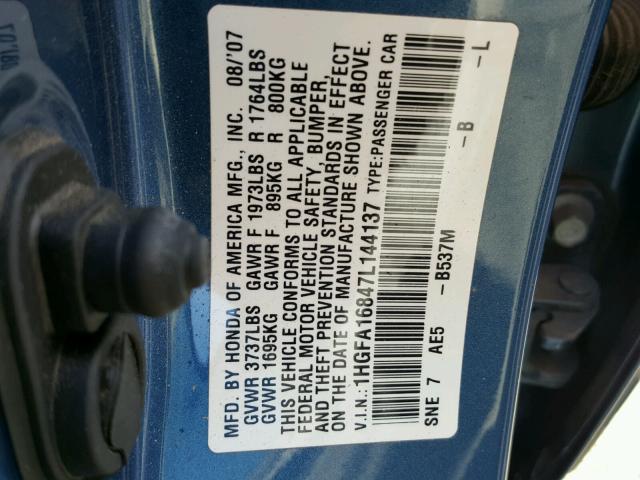 MFD. BY HONDA OF AMERICA MFG., INC. 08/'07
GVWR 3737LBS GAWR F 1973LBS R 1764LBS
GVWR 1695KG GAWR F 895KG R 800KG
THIS VEHICLE CONFORMS TO ALL APPLICABLE
FEDERAL MOTOR VEHICLE SAFETY, BUMPER,
AND THEFT PREVENTION STANDARDS IN EFFECT
ON THE DATE OF MANUFACTURE SHOWN ABOVE.
V.I.N.: 1HGFA16847L144137 TYPE:PASSENGER CAR
SNE 7 AE5 -B537M -B -L